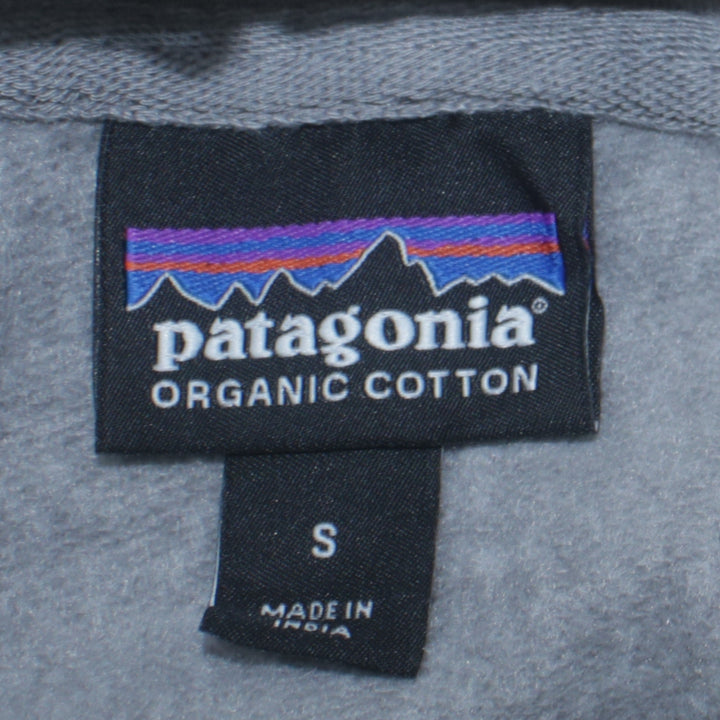 patagonia®
ORGANIC COTTON
S
MADE IN
INDIA